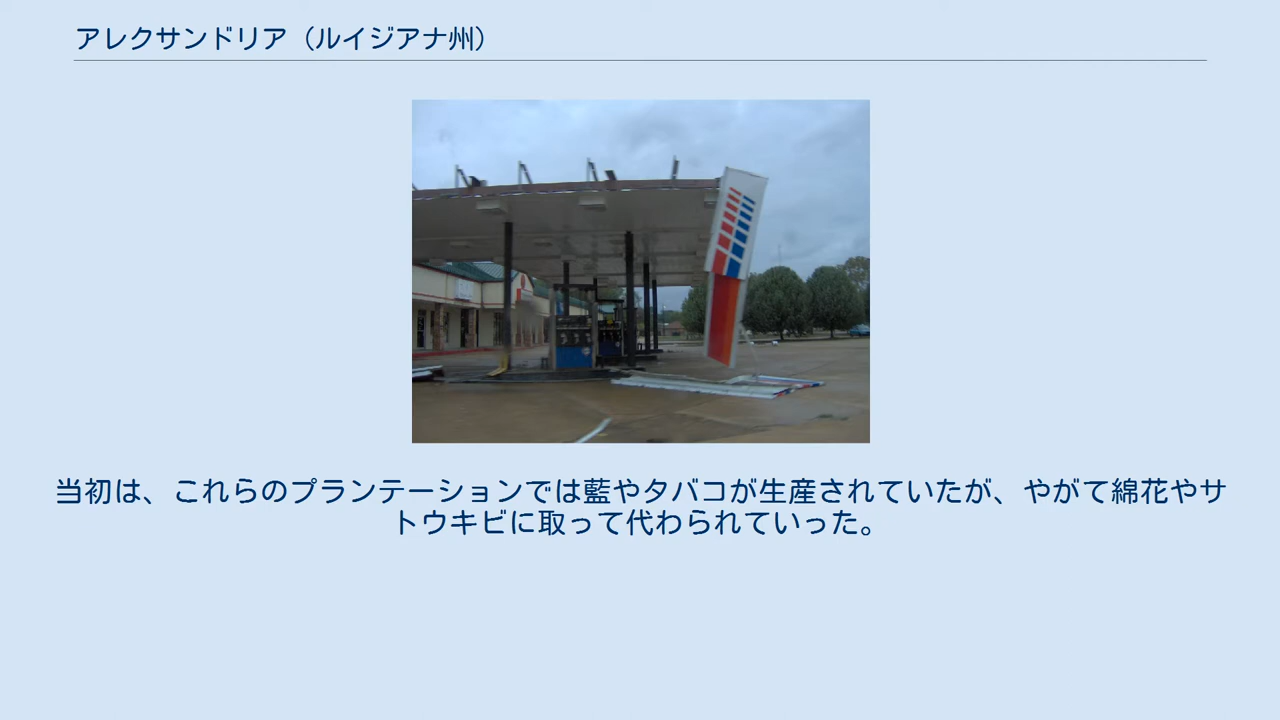 アレクサンドリア（ルイジアナ州）
当初は、これらのプランテーションでは藍やタバコが生産されていたが、やがて綿花やサ
トウキビに取って代わられていった。